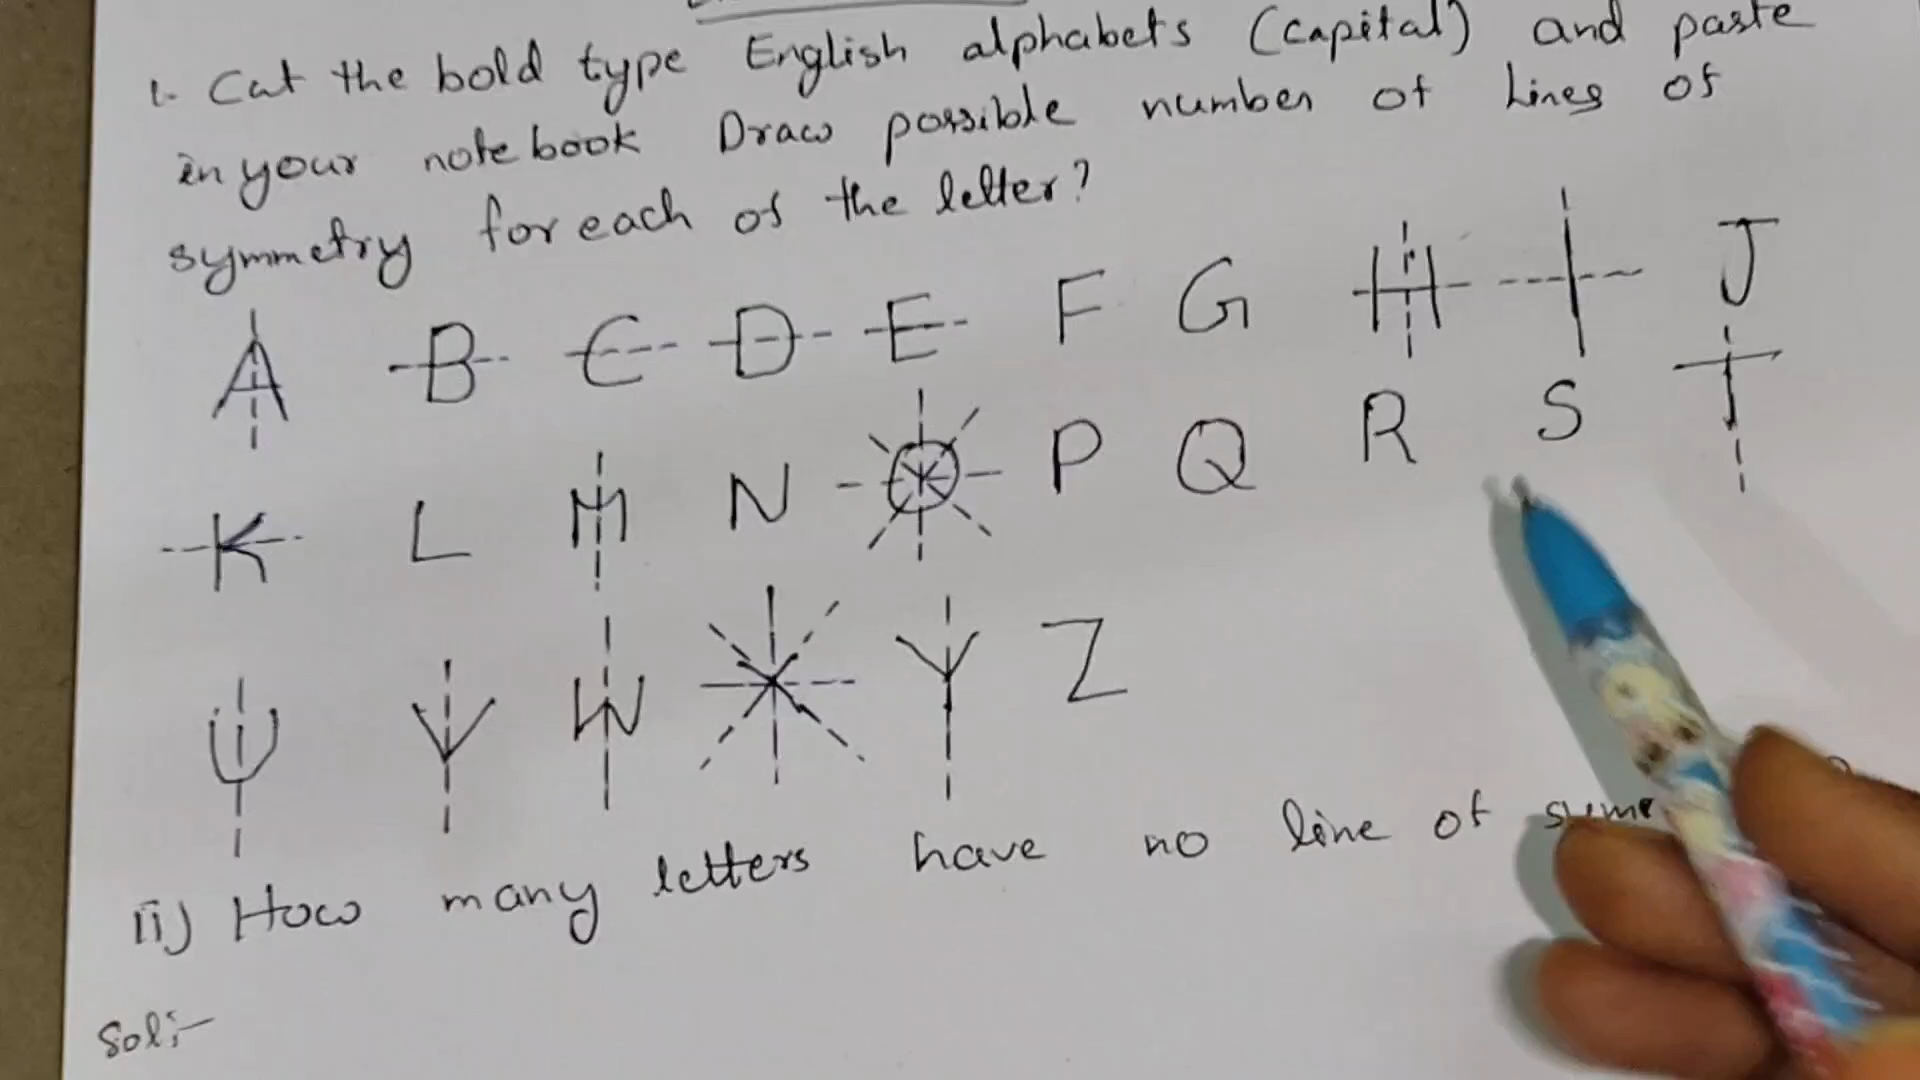 1. Cut the bold type English alphabets (capital) and paste
in your note book Draw possible number of Lines of
symmetry for each of the letter?
A B C D E F G H I J
K L M N O P Q R S T
U V W X Y Z
ii) How many letters have no line of
Sol:-